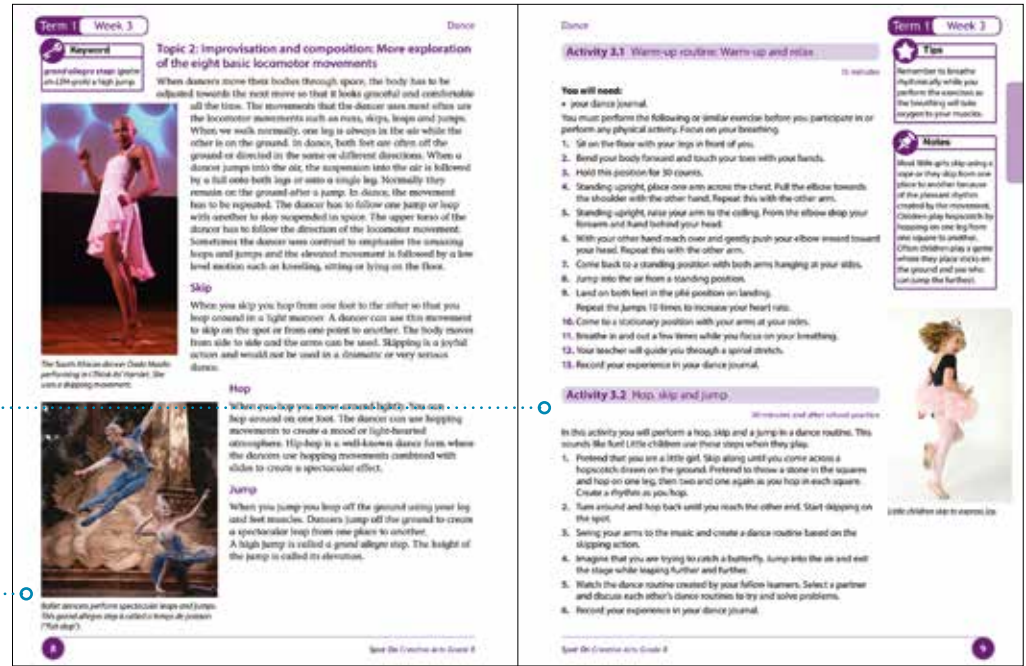 Term 1 Week 3
Dance
Keyword
grand allegro step:
a high jump
Topic 2: Improvisation and composition: More exploration
of the eight basic locomotor movements
When dancers move their bodies through space, the body has to be
adjusted towards the next move so that it looks graceful and comfortable
all the time. The movements that the dancer uses most often are
the locomotor movements such as runs, skips, leaps and jumps.
When we walk normally, one leg is always in the air while the
other is on the ground. In dance, both feet are often off the
ground or directed in the same or different directions. When a
dancer jumps into the air, the suspension into the air is followed
by a fall onto both legs or onto a single leg. Normally they
remain on the ground after a jump. In dance, the movement
has to be repeated. The dancer has to follow one jump or leap
with another to stay suspended in space. The upper torso of the
dancer has to follow the direction of the locomotor movement.
Sometimes the dancer uses contrast to emphasise the amazing
leaps and jumps and the elevated movement is followed by a low
level motion such as kneeling, sitting or lying on the floor.
Skip
When you skip you hop from one foot to the other so that you
leap around in a light manner. A dancer can use this movement
to skip on the spot or from one point to another. The body moves
from side to side and the arms can be used. Skipping is a joyful
action and would not be used in a dramatic or very serious
dance.
The South African dancer Dada Masilo
performing in 'Hamlet'. She
uses a skipping movement.
Hop
When you hop you move around lightly. You can
hop around on one foot. The dancer can use hopping
movements to create a mood or light-hearted
atmosphere. Hip-hop is a well-known dance form where
the dancers use hopping movements combined with
slides to create a spectacular effect.
Jump
When you jump you leap off the ground using your leg
and feet muscles. Dancers jump off the ground to create
a spectacular leap from one place to another.
A high jump is called a grand allegro step. The height of
the jump is called its elevation.
Ballet dancers perform spectacular leaps and jumps.
This grand allegro step is called a temps de poisson
("fish step").
8
Spot On Creative Arts Grade 8
Dance
Term 1 Week 3
Activity 3.1 Warm-up routine: Warm-up and relax
15 minutes
You will need:
• your dance journal.
You must perform the following or similar exercise before you participate in or
perform any physical activity. Focus on your breathing.
1. Sit on the floor with your legs in front of you.
2. Bend your body forward and touch your toes with your hands.
3. Hold this position for 30 counts.
4. Standing upright, place one arm across the chest. Pull the elbow towards
the shoulder with the other hand. Repeat this with the other arm.
5. Standing upright, raise your arm to the ceiling. From the elbow drop your
forearm and hand behind your head.
6. With your other hand reach over and gently push your elbow inward toward
your head. Repeat this with the other arm.
7. Come back to a standing position with both arms hanging at your sides.
8. Jump into the air from a standing position.
9. Land on both feet in the plié position on landing.
Repeat the jumps 10 times to increase your heart rate.
10. Come to a stationary position with your arms at your sides.
11. Breathe in and out a few times while you focus on your breathing.
12. Your teacher will guide you through a spinal stretch.
13. Record your experience in your dance journal.
Activity 3.2 Hop, skip and jump
30 minutes and after school practice
In this activity you will perform a hop, skip and a jump in a dance routine. This
sounds like fun! Little children use these steps when they play.
1. Pretend that you are a little girl. Skip along until you come across a
hopscotch drawn on the ground. Pretend to throw a stone in the squares
and hop on one leg, then two and one again as you hop in each square.
Create a rhythm as you hop.
2. Turn around and hop back until you reach the other end. Start skipping on
the spot.
3. Swing your arms to the music and create a dance routine based on the
skipping action.
4. Imagine that you are trying to catch a butterfly. Jump into the air and exit
the stage while leaping further and further.
5. Watch the dance routine created by your fellow learners. Select a partner
and discuss each other's dance routines to try and solve problems.
6. Record your experience in your dance journal.
Tips
Remember to breathe
rhythmically while you
perform the exercises as
the breathing will take
oxygen to your muscles.
Notes
Most little girls skip using a
rope or they skip from one
place to another because
of the pleasant rhythm
created by the movement.
Children play hopscotch by
hopping on one leg from
one square to another.
Often children play a game
where they place sticks on
the ground and see who
can jump the furthest.
Little children skip to express joy.
Spot On Creative Arts Grade 8
9